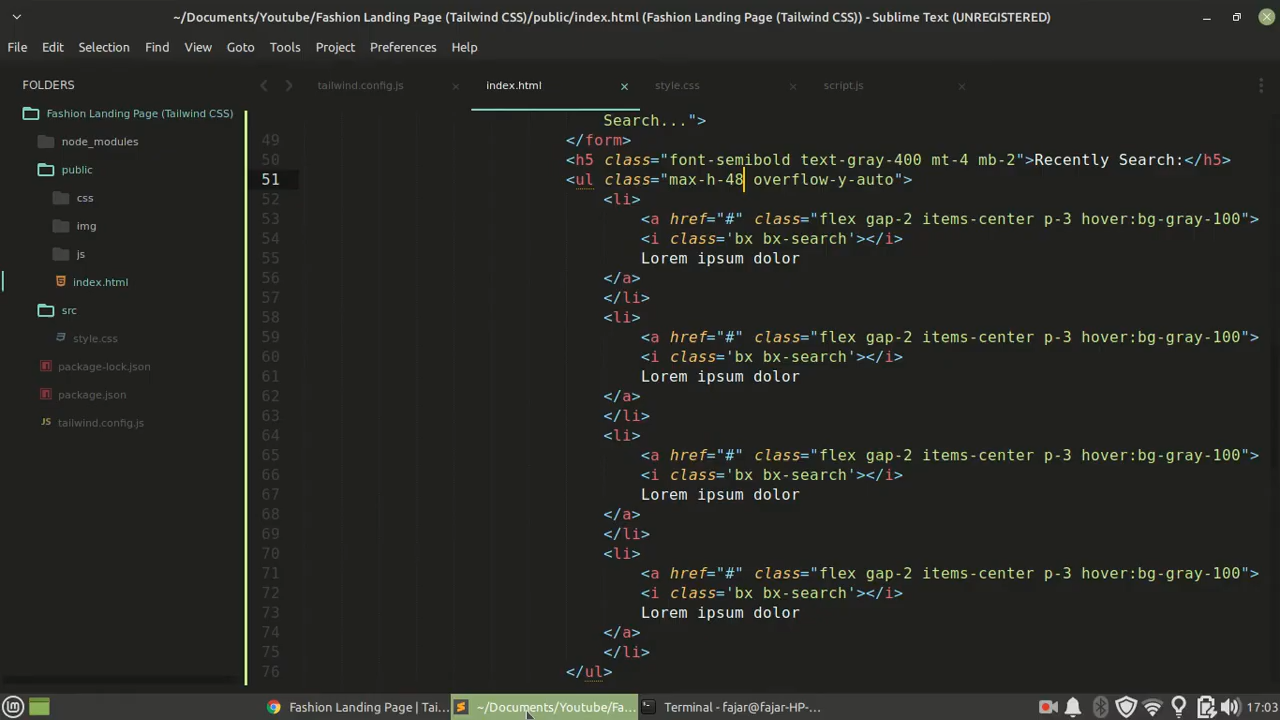 ~/Documents/Youtube/Fashion Landing Page (Tailwind CSS)/public/index.html (Fashion Landing Page (Tailwind CSS)) - Sublime Text (UNREGISTERED)
File Edit Selection Find View Goto Tools Project Preferences Help
FOLDERS
Fashion Landing Page (Tailwind CSS)
node_modules
public
css
img
js
index.html
src
style.css
package-lock.json
package.json
tailwind.config.js
tailwind.config.js index.html style.css script.js
Search...">
49 </form>
50 <h5 class="font-semibold text-gray-400 mt-4 mb-2">Recently Search:</h5>
51 <ul class="max-h-48 overflow-y-auto">
52 <li>
53 <a href="#" class="flex gap-2 items-center p-3 hover:bg-gray-100">
54 <i class='bx bx-search'></i>
55 Lorem ipsum dolor
56 </a>
57 </li>
58 <li>
59 <a href="#" class="flex gap-2 items-center p-3 hover:bg-gray-100">
60 <i class='bx bx-search'></i>
61 Lorem ipsum dolor
62 </a>
63 </li>
64 <li>
65 <a href="#" class="flex gap-2 items-center p-3 hover:bg-gray-100">
66 <i class='bx bx-search'></i>
67 Lorem ipsum dolor
68 </a>
69 </li>
70 <li>
71 <a href="#" class="flex gap-2 items-center p-3 hover:bg-gray-100">
72 <i class='bx bx-search'></i>
73 Lorem ipsum dolor
74 </a>
75 </li>
76 </ul>
Fashion Landing Page | Tai... ~/Documents/Youtube/Fa... Terminal - fajar@fajar-HP-... 17:03